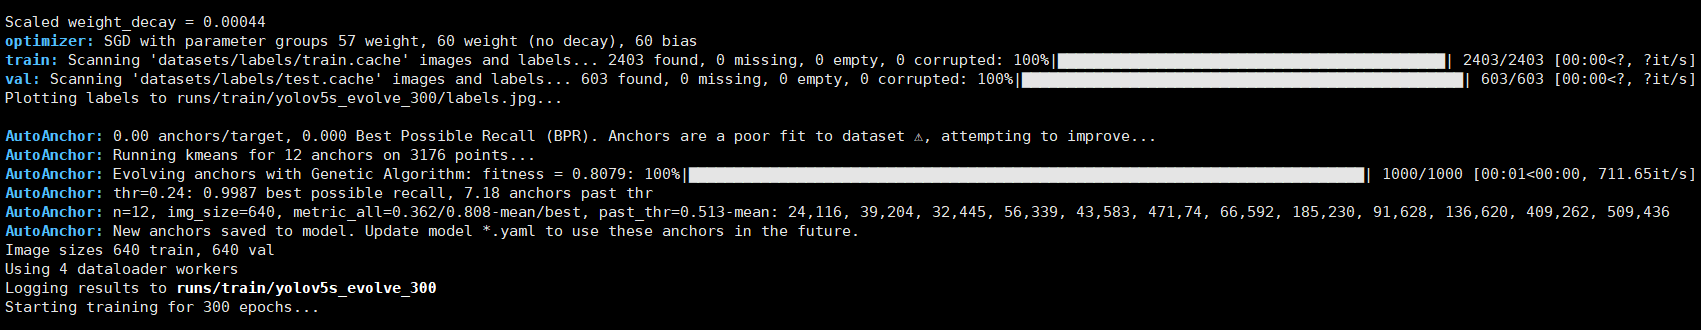 Scaled weight_decay = 0.00044
optimizer: SGD with parameter groups 57 weight, 60 weight (no decay), 60 bias
train: Scanning 'datasets/labels/train.cache' images and labels... 2403 found, 0 missing, 0 empty, 0 corrupted: 100%|██████████| 2403/2403 [00:00<?, ?it/s]
val: Scanning 'datasets/labels/test.cache' images and labels... 603 found, 0 missing, 0 empty, 0 corrupted: 100%|██████████| 603/603 [00:00<?, ?it/s]
Plotting labels to runs/train/yolov5s_evolve_300/labels.jpg...
AutoAnchor: 0.00 anchors/target, 0.000 Best Possible Recall (BPR). Anchors are a poor fit to dataset ⚠, attempting to improve...
AutoAnchor: Running kmeans for 12 anchors on 3176 points...
AutoAnchor: Evolving anchors with Genetic Algorithm: fitness = 0.8079: 100%|██████████| 1000/1000 [00:01<00:00, 711.65it/s]
AutoAnchor: thr=0.24: 0.9987 best possible recall, 7.18 anchors past thr
AutoAnchor: n=12, img_size=640, metric_all=0.362/0.808-mean/best, past_thr=0.513-mean: 24,116, 39,204, 32,445, 56,339, 43,583, 471,74, 66,592, 185,230, 91,628, 136,620, 409,262, 509,436
AutoAnchor: New anchors saved to model. Update model *.yaml to use these anchors in the future.
Image sizes 640 train, 640 val
Using 4 dataloader workers
Logging results to runs/train/yolov5s_evolve_300
Starting training for 300 epochs...